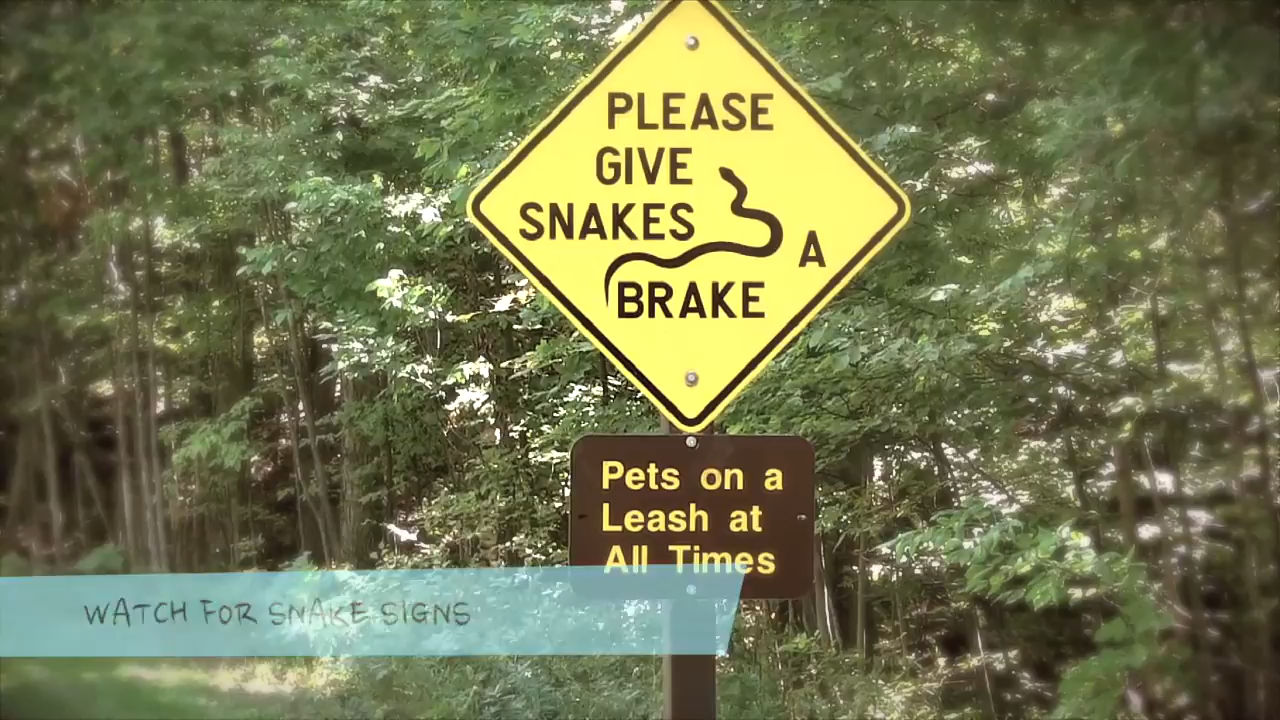 PLEASE
GIVE
SNAKES
A
BRAKE
Pets on a
Leash at
All Times
WATCH FOR SNAKE SIGNS